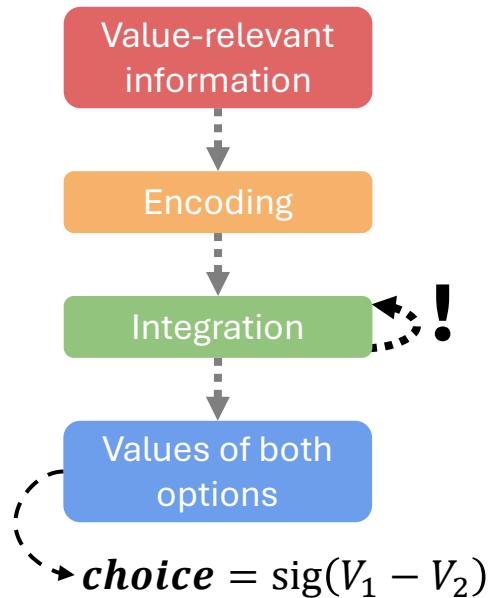 Value-relevant
information
Encoding
Integration
!
Values of both
options
choice = sig(V₁ − V₂)